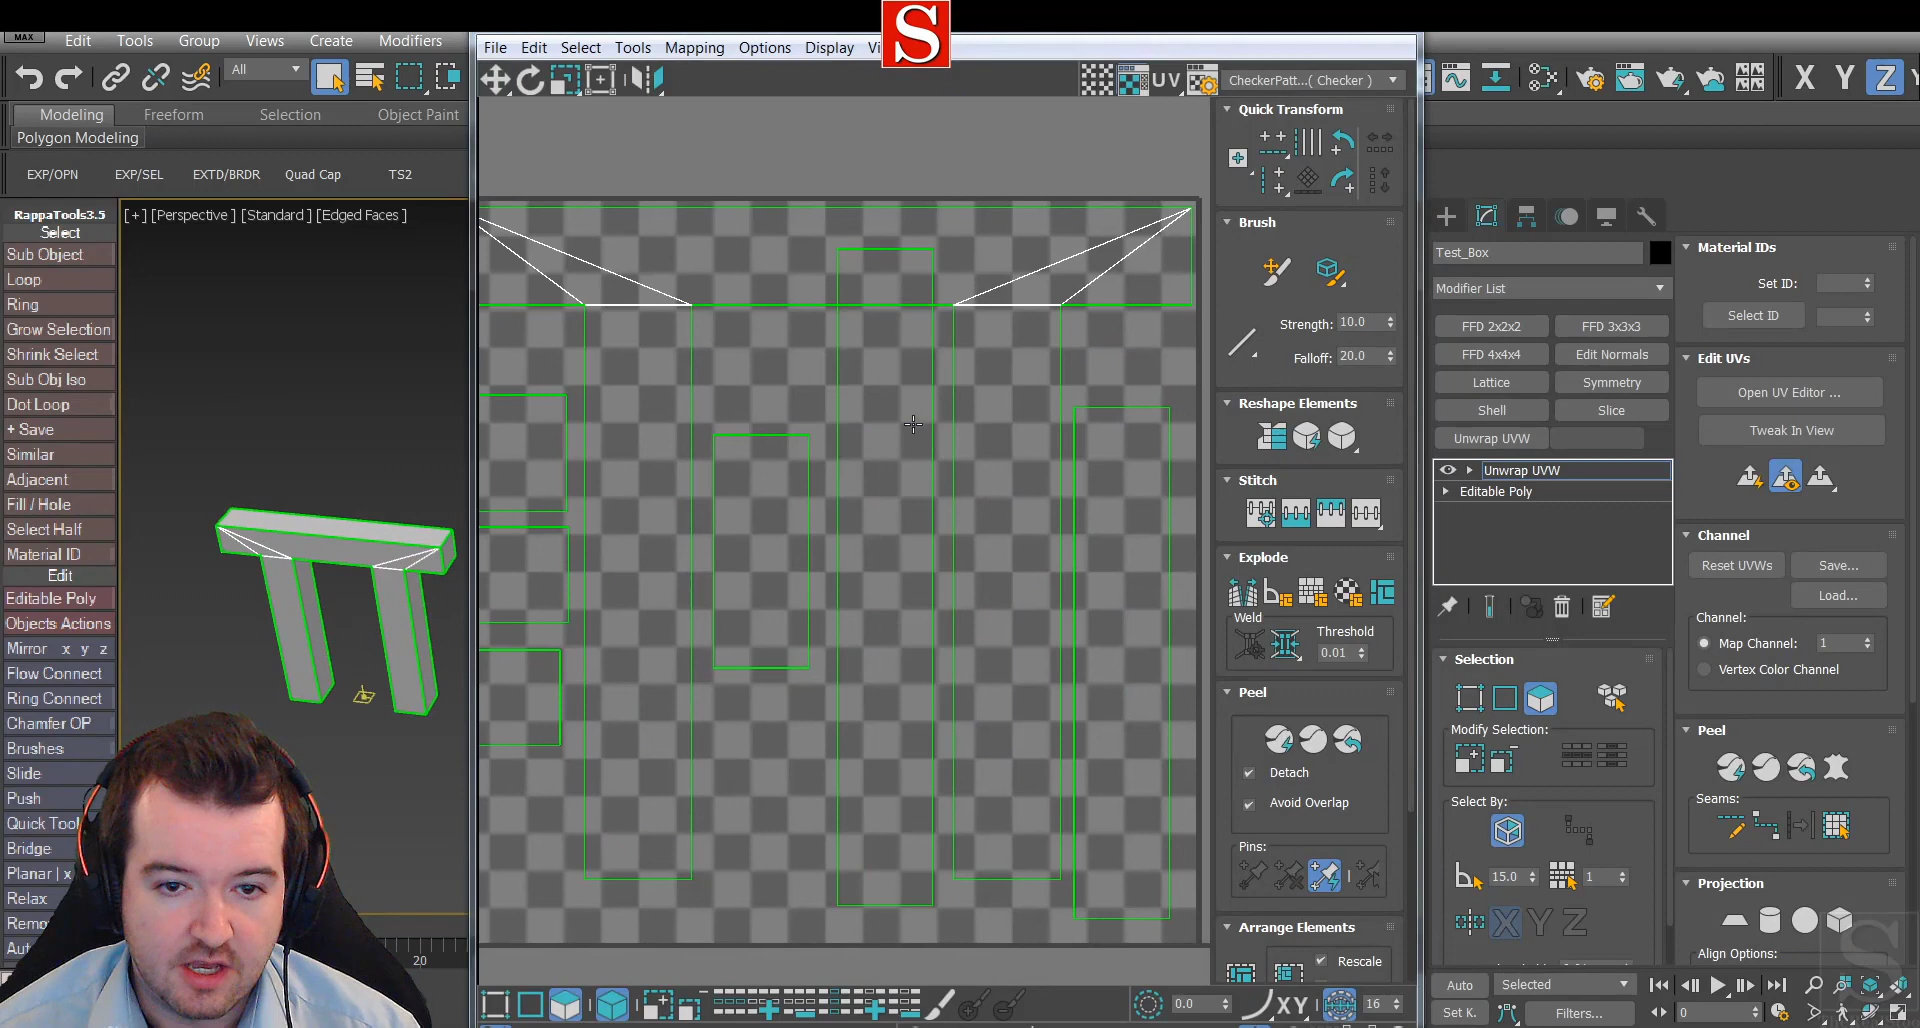 S
MAX
Edit Tools Group Views Create Modifiers
File Edit Select Tools Mapping Options Display
All
UV
CheckerPatt...( Checker )
X Y Z
Modeling Freeform Selection Object Paint
Polygon Modeling
EXP/OPN EXP/SEL EXTD/BRDR Quad Cap TS2
RappaTools3.5
Select
Sub Object
Loop
Ring
Grow Selection
Shrink Select
Sub Obj Iso
Dot Loop
+ Save
Similar
Adjacent
Fill / Hole
Select Half
Material ID
Edit
Editable Poly
Objects Actions
Mirror x y z
Flow Connect
Ring Connect
Chamfer OP
Brushes
Slide
Push
Quick
Bridge
Planar | x
Relax
[+] [Perspective ] [Standard ] [Edged Faces ]
20
Quick Transform
Brush
Strength: 10.0
Falloff: 20.0
Reshape Elements
Stitch
Explode
Weld
Threshold
0.01
Peel
Detach
Avoid Overlap
Pins:
Arrange Elements
Rescale
0.0
XY
16
Test_Box
Modifier List
FFD 2x2x2 FFD 3x3x3
FFD 4x4x4 Edit Normals
Lattice Symmetry
Shell Slice
Unwrap UVW
Unwrap UVW
Editable Poly
Selection
Modify Selection:
Select By:
15.0 1
X Y Z
Material IDs
Set ID:
Select ID
Edit UVs
Open UV Editor ...
Tweak In View
Channel
Reset UVWs Save...
Load...
Channel:
Map Channel: 1
Vertex Color Channel
Peel
Seams:
Projection
Align Options:
Auto Selected
Set K. Filters... 0
S